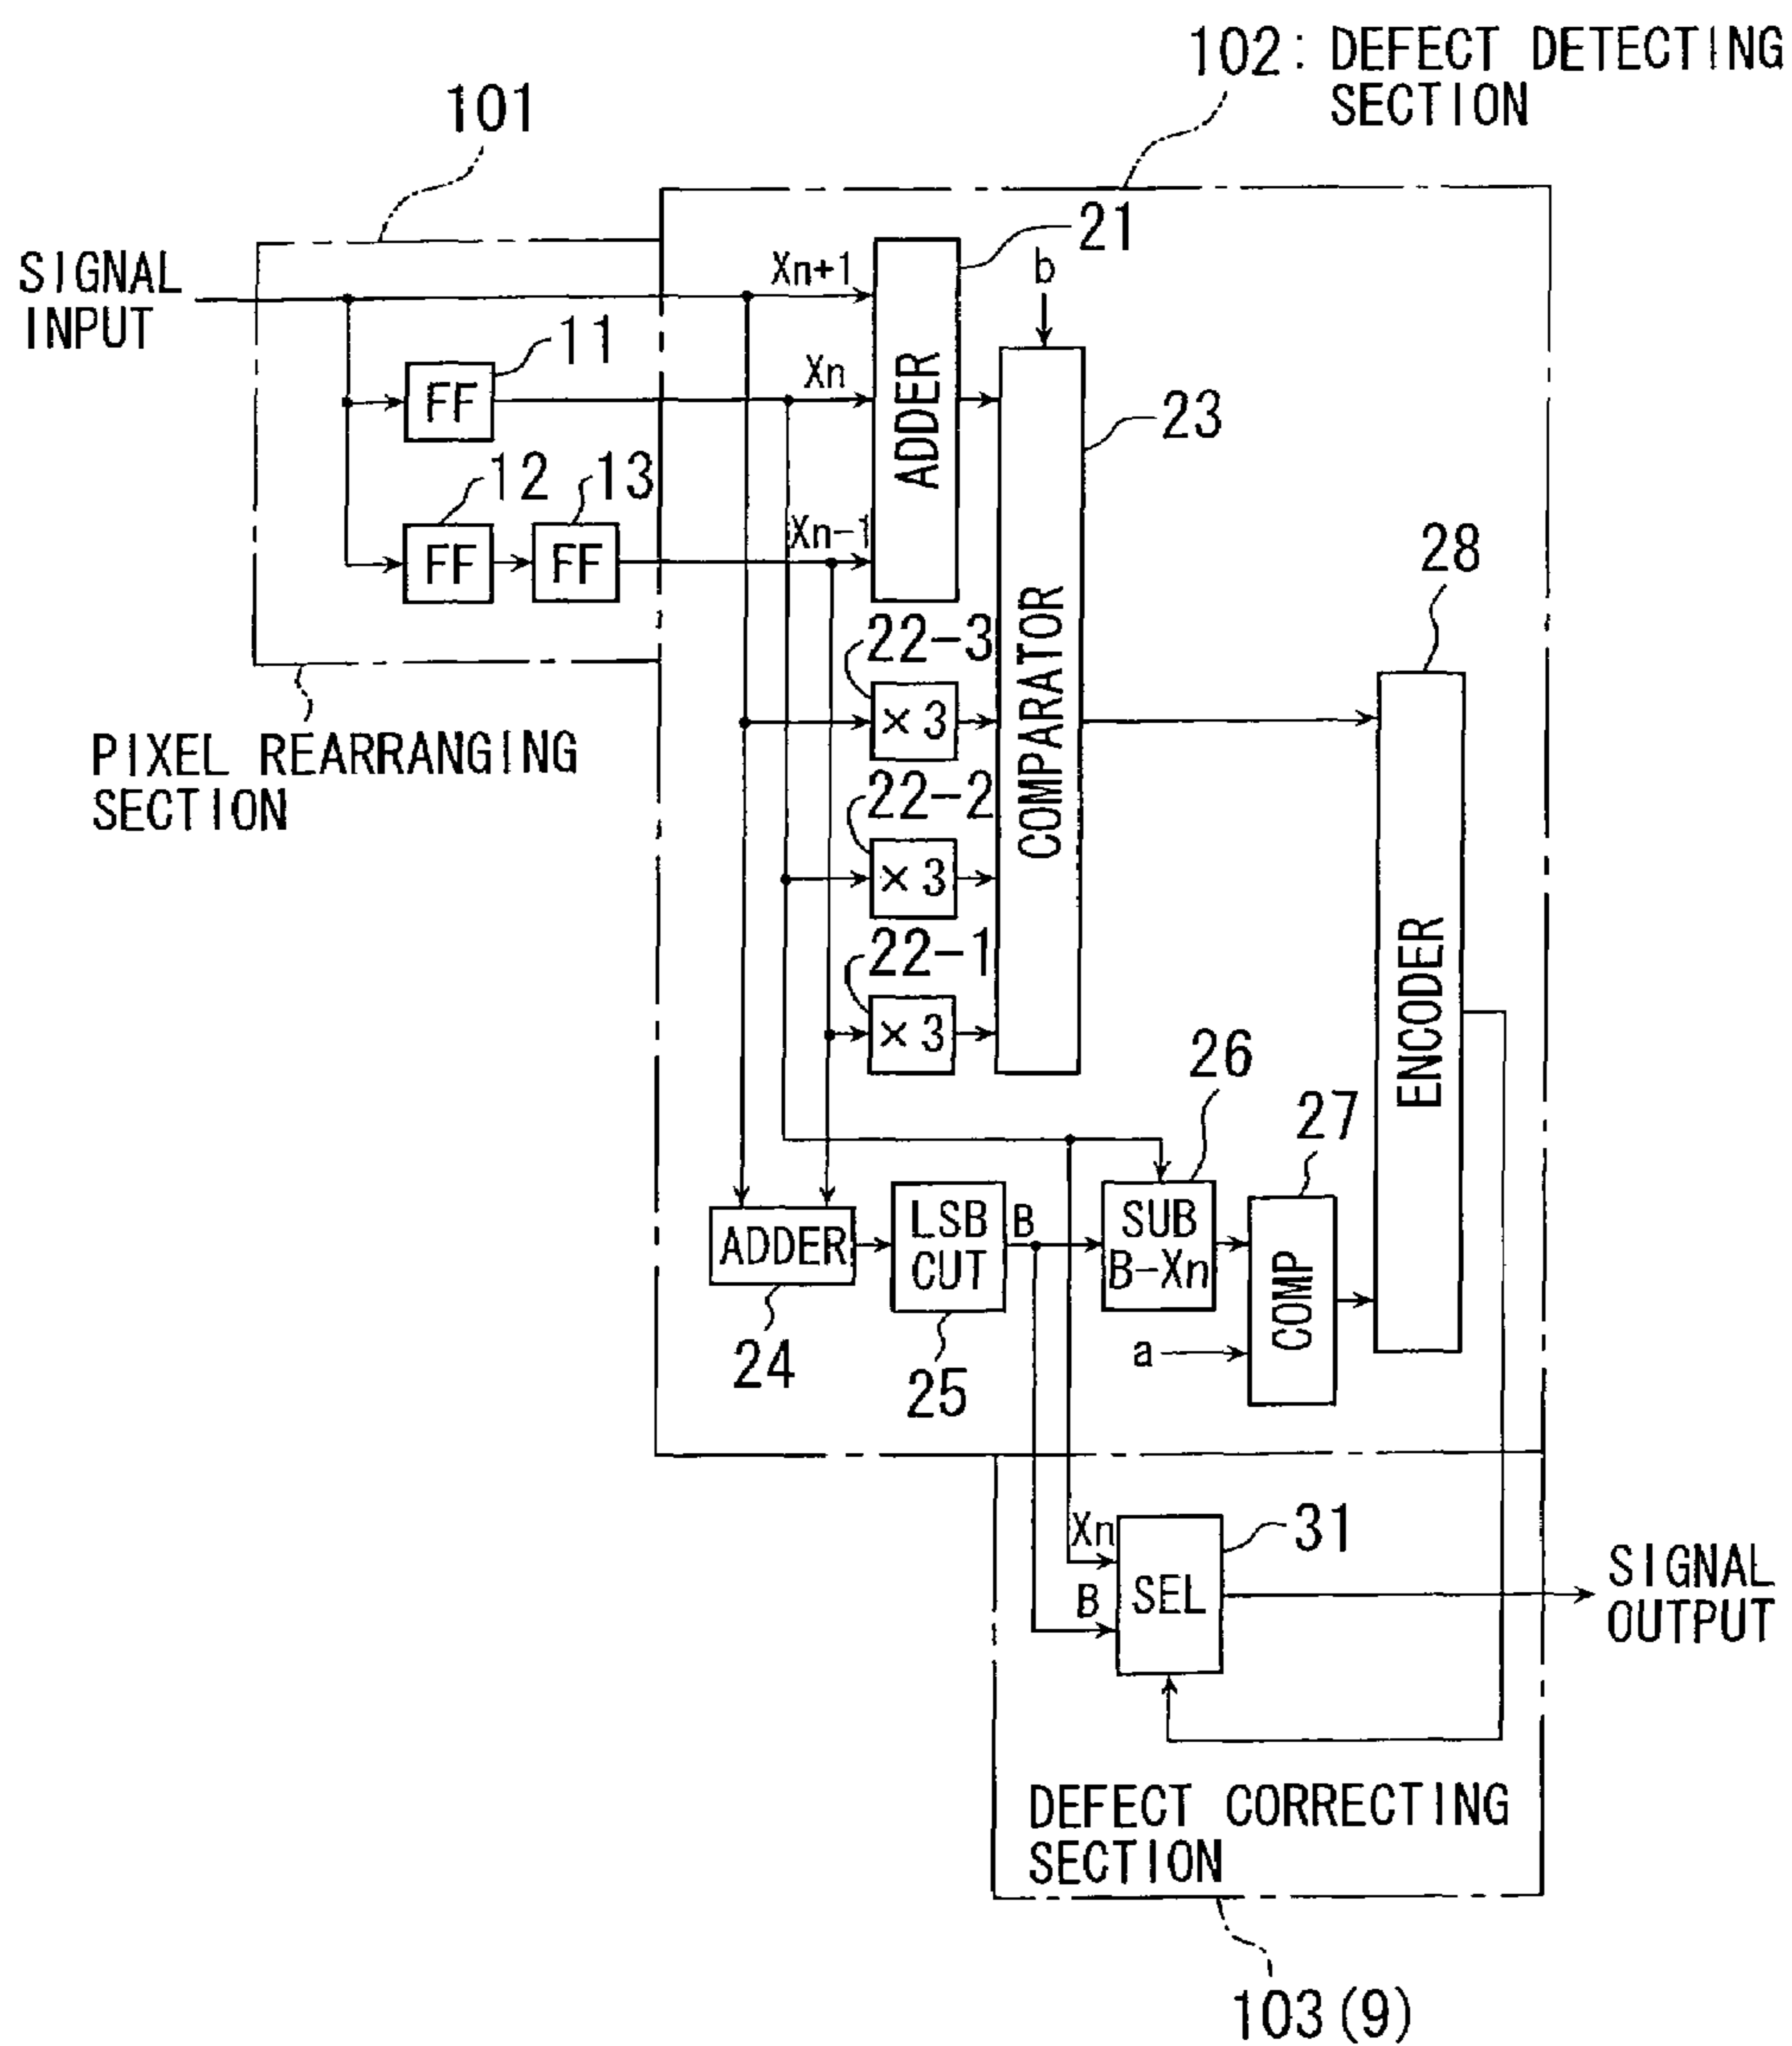 102: DEFECT DETECTING
SECTION
101
SIGNAL
INPUT
21
b
Xn+1
11
FF
Xn
ADDER
23
12
13
FF
FF
Xn-1
28
22-3
×3
COMPARATOR
PIXEL REARRANGING
SECTION
22-2
×3
22-1
×3
ENCODER
26
27
ADDER
LSB
CUT
B
SUB
B-Xn
COMP
24
25
a
Xn
31
B
SEL
SIGNAL
OUTPUT
DEFECT CORRECTING
SECTION
103(9)